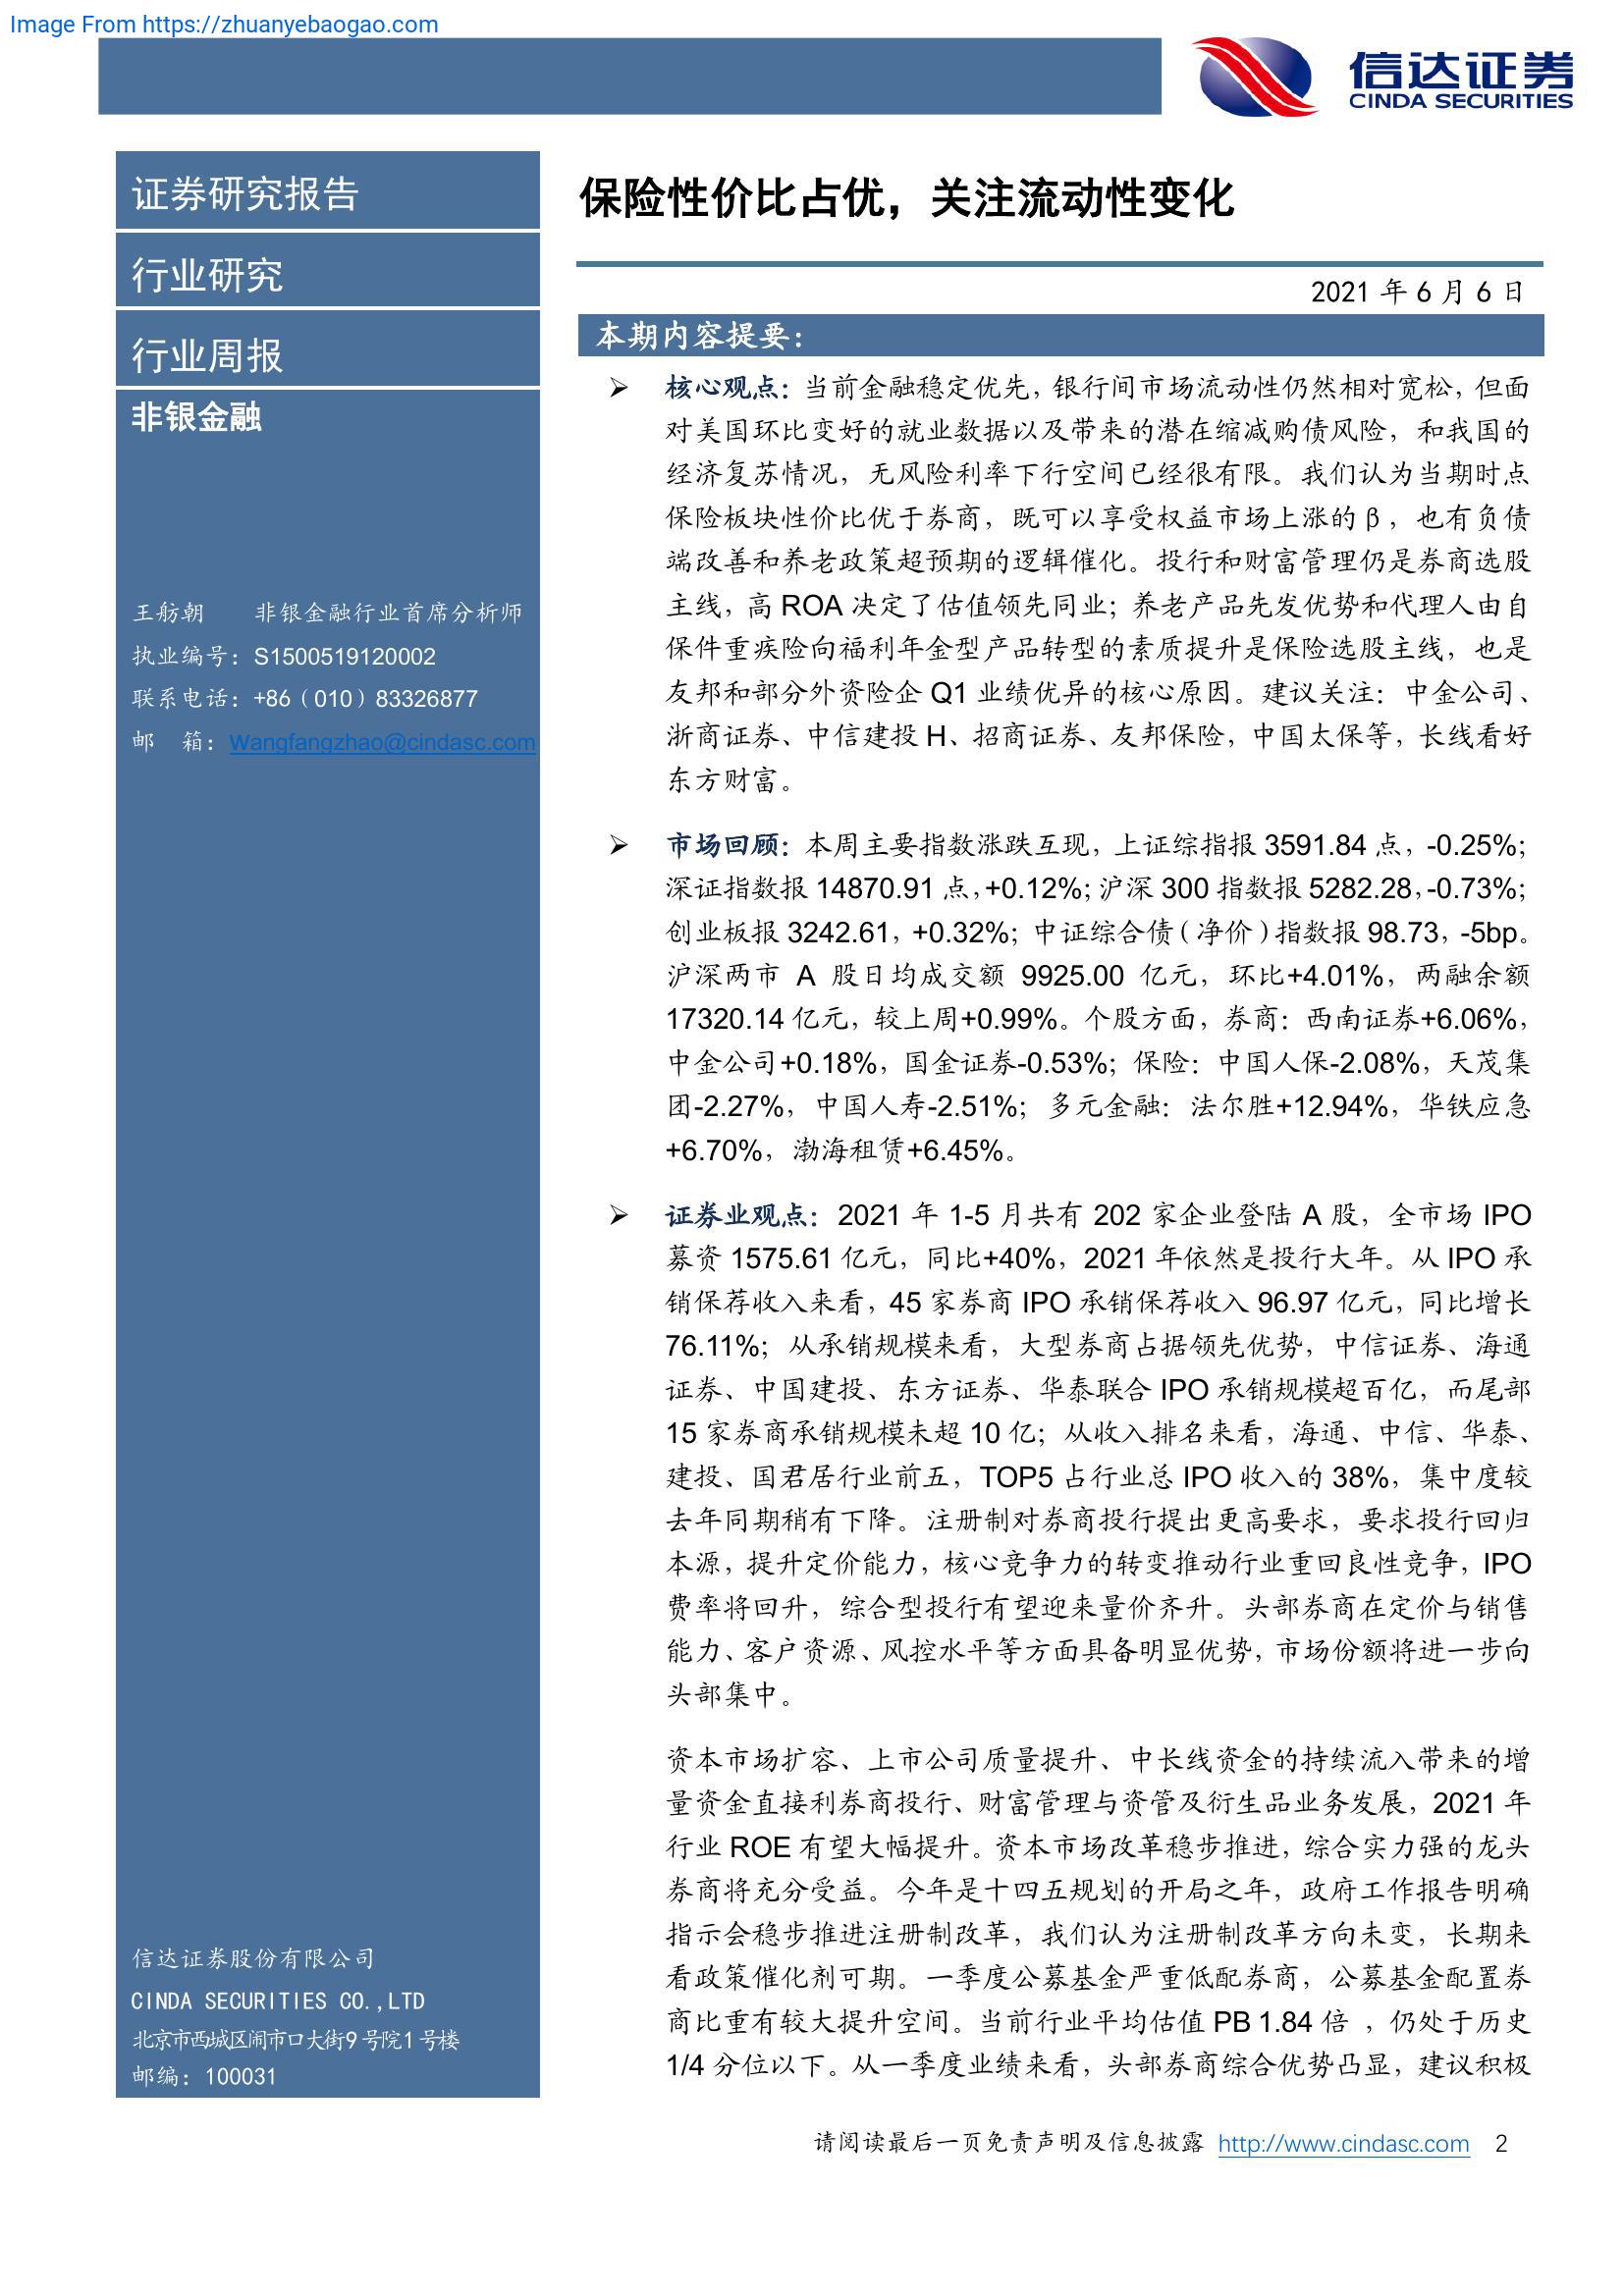 Image From https://zhuanyebaogao.com
信达证券
CINDA SECURITIES
证券研究报告
行业研究
行业周报
非银金融
王舫朝 非银金融行业首席分析师
执业编号：S1500519120002
联系电话：+86（010）83326877
邮 箱：Wangfangzhao@cindasc.com
信达证券股份有限公司
CINDA SECURITIES CO.,LTD
北京市西城区闹市口大街9号院1号楼
邮编：100031
保险性价比占优，关注流动性变化
2021 年 6 月 6 日
本期内容提要：
➢ 核心观点：当前金融稳定优先，银行间市场流动性仍然相对宽松，但面
对美国环比变好的就业数据以及带来的潜在缩减购债风险，和我国的
经济复苏情况，无风险利率下行空间已经很有限。我们认为当期时点
保险板块性价比优于券商，既可以享受权益市场上涨的β，也有负债
端改善和养老政策超预期的逻辑催化。投行和财富管理仍是券商选股
主线，高 ROA 决定了估值领先同业；养老产品先发优势和代理人由自
保件重疾险向福利年金型产品转型的素质提升是保险选股主线，也是
友邦和部分外资险企 Q1 业绩优异的核心原因。建议关注：中金公司、
浙商证券、中信建投 H、招商证券、友邦保险，中国太保等，长线看好
东方财富。
➢ 市场回顾：本周主要指数涨跌互现，上证综指报 3591.84 点，-0.25%；
深证指数报 14870.91 点，+0.12%；沪深 300 指数报 5282.28，-0.73%；
创业板报 3242.61，+0.32%；中证综合债（净价）指数报 98.73，-5bp。
沪深两市 A 股日均成交额 9925.00 亿元，环比+4.01%，两融余额
17320.14 亿元，较上周+0.99%。个股方面，券商：西南证券+6.06%，
中金公司+0.18%，国金证券-0.53%；保险：中国人保-2.08%，天茂集
团-2.27%，中国人寿-2.51%；多元金融：法尔胜+12.94%，华铁应急
+6.70%，渤海租赁+6.45%。
➢ 证券业观点：2021 年 1-5 月共有 202 家企业登陆 A 股，全市场 IPO
募资 1575.61 亿元，同比+40%，2021 年依然是投行大年。从 IPO 承
销保荐收入来看，45 家券商 IPO 承销保荐收入 96.97 亿元，同比增长
76.11%；从承销规模来看，大型券商占据领先优势，中信证券、海通
证券、中国建投、东方证券、华泰联合 IPO 承销规模超百亿，而尾部
15 家券商承销规模未超 10 亿；从收入排名来看，海通、中信、华泰、
建投、国君居行业前五，TOP5 占行业总 IPO 收入的 38%，集中度较
去年同期稍有下降。注册制对券商投行提出更高要求，要求投行回归
本源，提升定价能力，核心竞争力的转变推动行业重回良性竞争，IPO
费率将回升，综合型投行有望迎来量价齐升。头部券商在定价与销售
能力、客户资源、风控水平等方面具备明显优势，市场份额将进一步向
头部集中。
资本市场扩容、上市公司质量提升、中长线资金的持续流入带来的增
量资金直接利券商投行、财富管理与资管及衍生品业务发展，2021 年
行业 ROE 有望大幅提升。资本市场改革稳步推进，综合实力强的龙头
券商将充分受益。今年是十四五规划的开局之年，政府工作报告明确
指示会稳步推进注册制改革，我们认为注册制改革方向未变，长期来
看政策催化剂可期。一季度公募基金严重低配券商，公募基金配置券
商比重有较大提升空间。当前行业平均估值 PB 1.84 倍 ，仍处于历史
1/4 分位以下。从一季度业绩来看，头部券商综合优势凸显，建议积极
请阅读最后一页免责声明及信息披露 http://www.cindasc.com 2